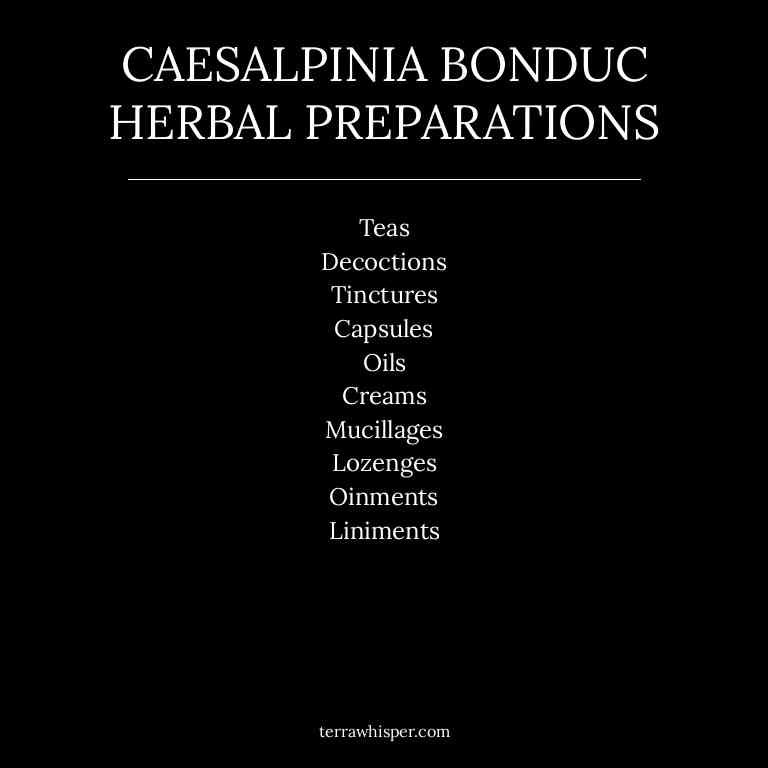 CAESALPINIA BONDUC
HERBAL PREPARATIONS
Teas
Decoctions
Tinctures
Capsules
Oils
Creams
Mucillages
Lozenges
Oinments
Liniments
terrawhisper.com